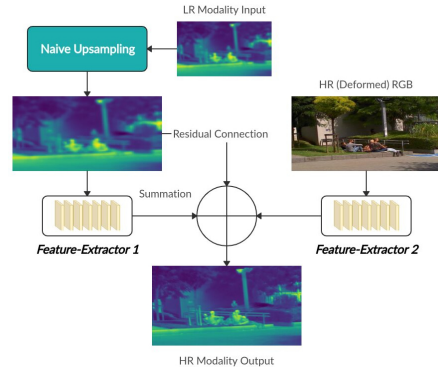 LR Modality Input
Naive Upsampling
HR (Deformed) RGB
Residual Connection
Summation
Feature-Extractor 1
Feature-Extractor 2
HR Modality Output